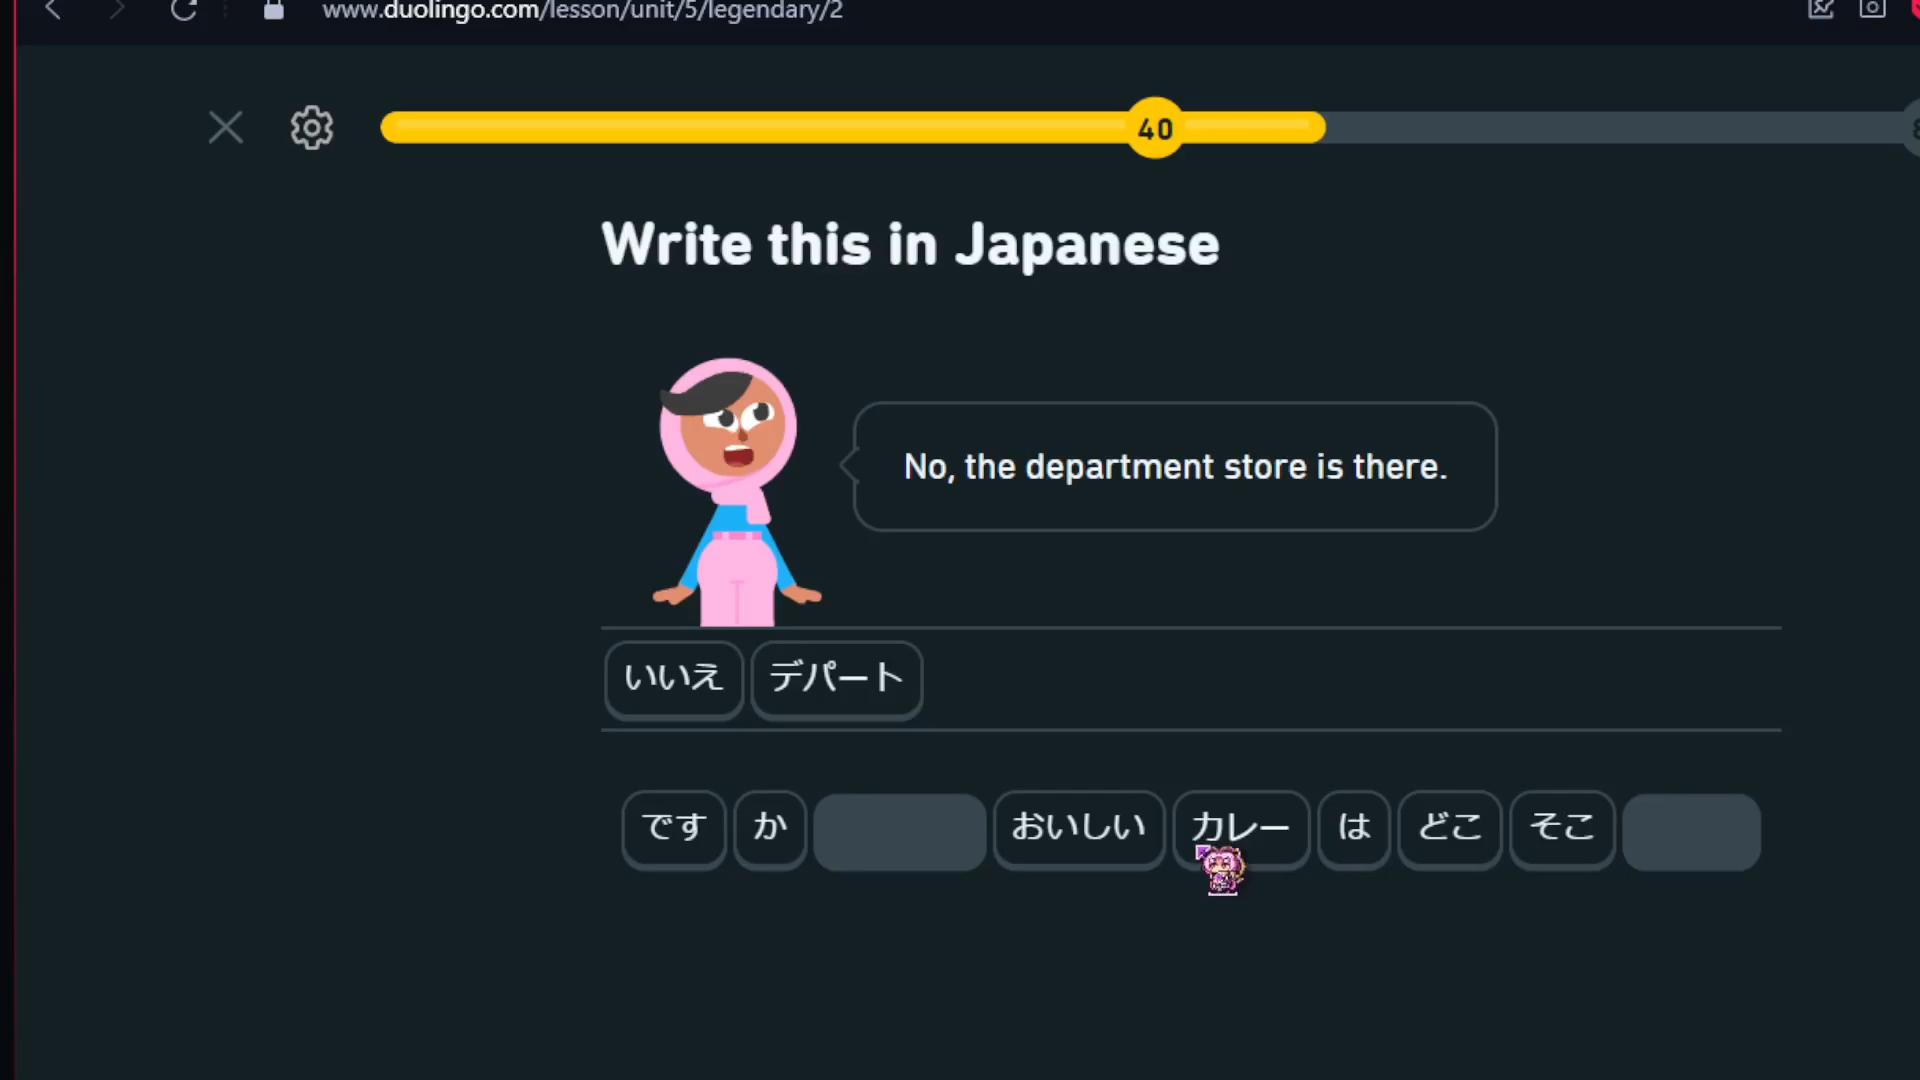 www.duolingo.com/lesson/unit/5/legendary/2
40
Write this in Japanese
No, the department store is there.
いいえ デパート
です か おいしい カレー は どこ そこ